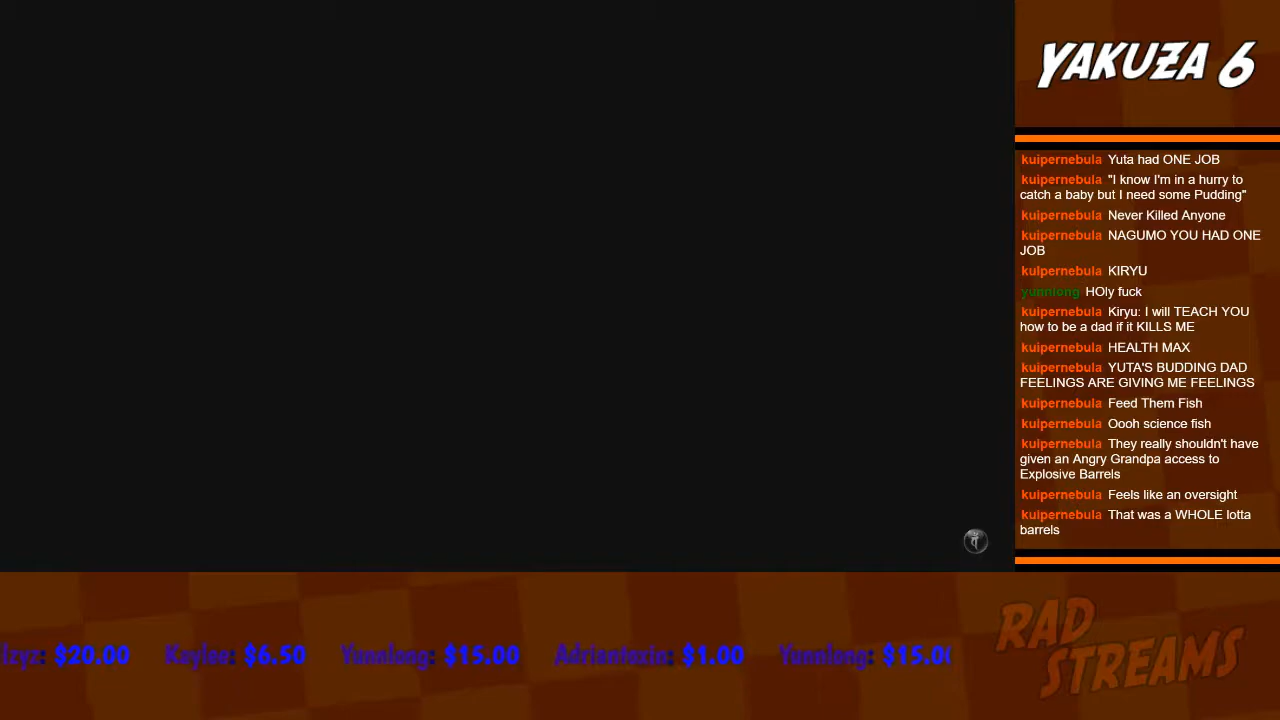 YAKUZA 6
kuipernebula Yuta had ONE JOB
kuipernebula "I know I'm in a hurry to
catch a baby but I need some Pudding"
kuipernebula Never Killed Anyone
kuipernebula NAGUMO YOU HAD ONE
JOB
kuipernebula KIRYU
yunnlong HOly fuck
kuipernebula Kiryu: I will TEACH YOU
how to be a dad if it KILLS ME
kuipernebula HEALTH MAX
kuipernebula YUTA'S BUDDING DAD
FEELINGS ARE GIVING ME FEELINGS
kuipernebula Feed Them Fish
kuipernebula Oooh science fish
kuipernebula They really shouldn't have
given an Angry Grandpa access to
Explosive Barrels
kuipernebula Feels like an oversight
kuipernebula That was a WHOLE lotta
barrels
$20.00 Kaylee: $6.50 Yunnlong: $15.00 $1.00 Yunnlong: $15.0
RAD
STREAMS